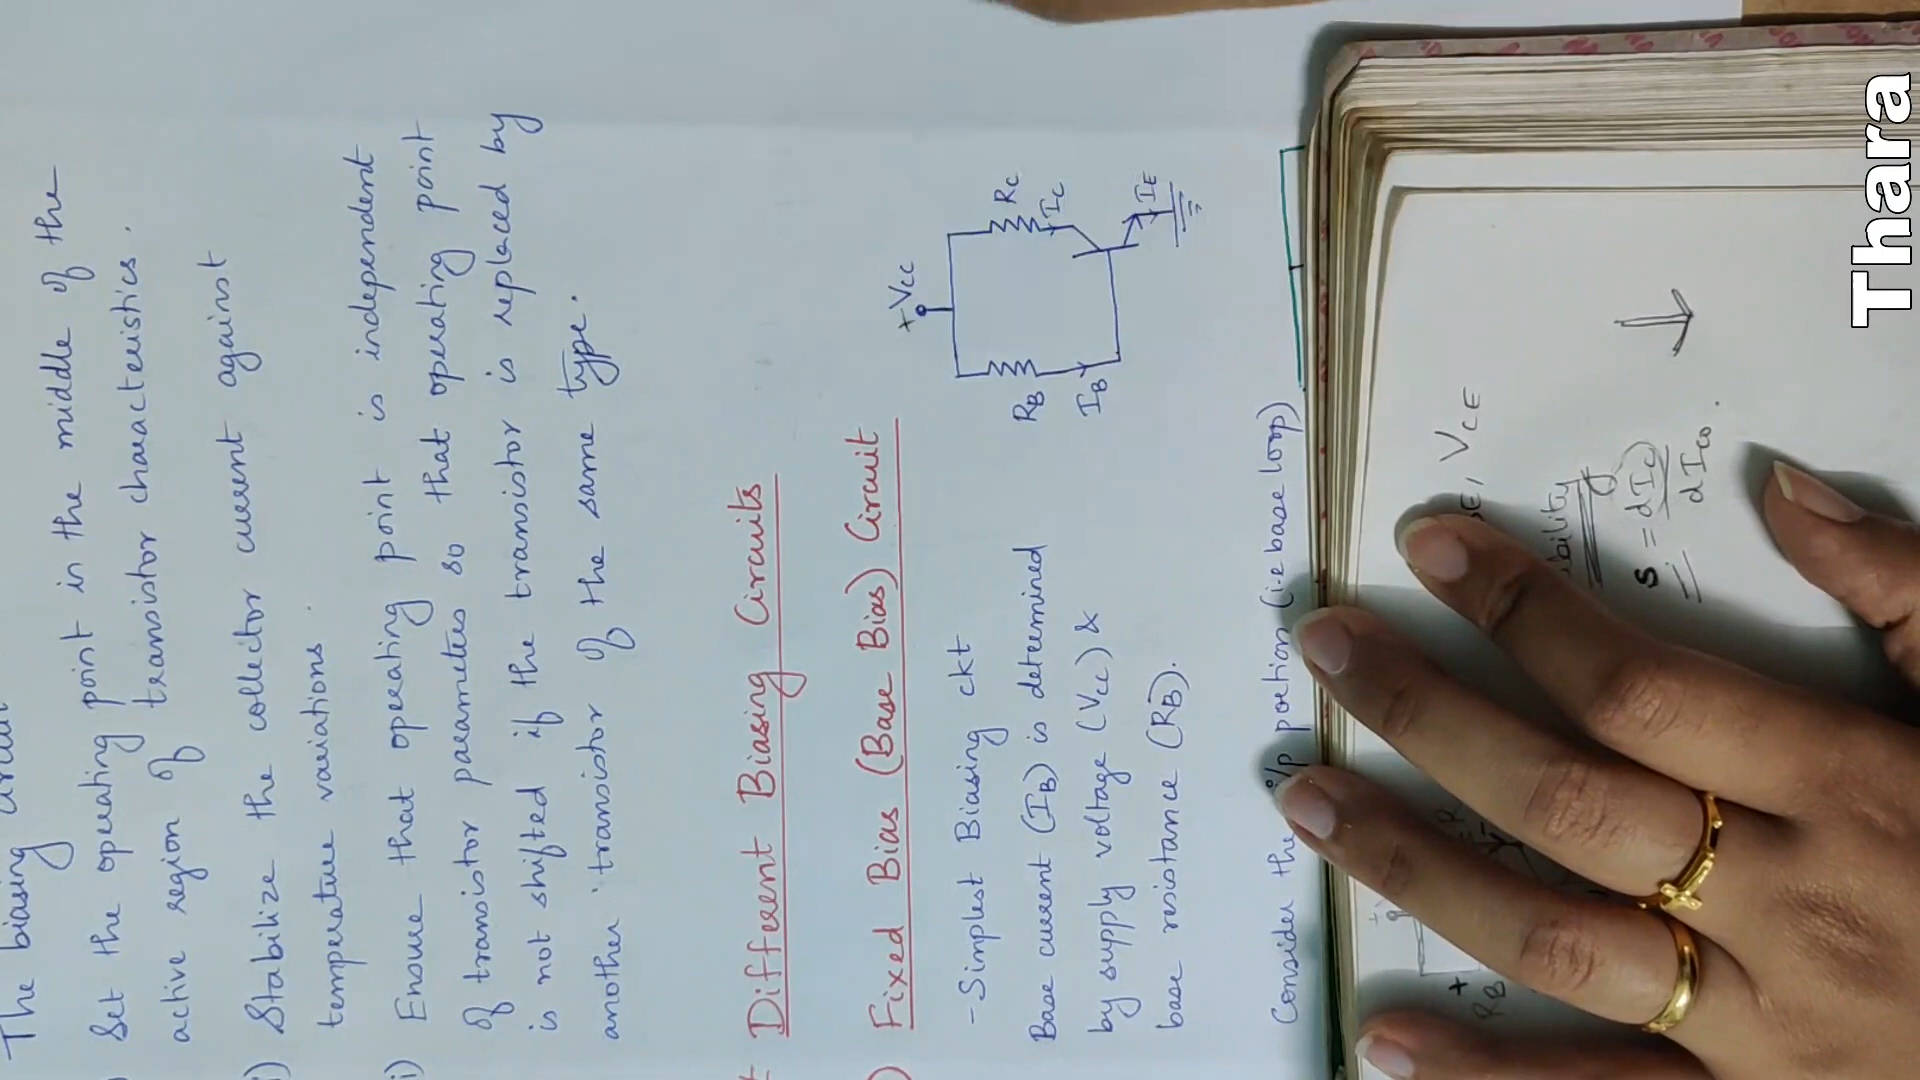 The biasing
Set the operating point in the middle of the
active region of transistor characteristics.
i) Stabilize the collector current against
temperature variations.
i) Ensure that operating point is independent
of transistor parameters so that operating point
is not shifted if the transistor is replaced by
another transistor of the same type.
Different Biasing Circuits
) Fixed Bias (Base Bias) Circuit
- Simplest Biasing ckt
Base current (IB) is determined
by supply voltage (Vcc) &
base resistance (RB).
+Vcc
RB
RC
IB
IC
IE
Consider the i/p portion (i.e base loop)
VCE
bility
S = dIC
dIco.
+
RB
Thara